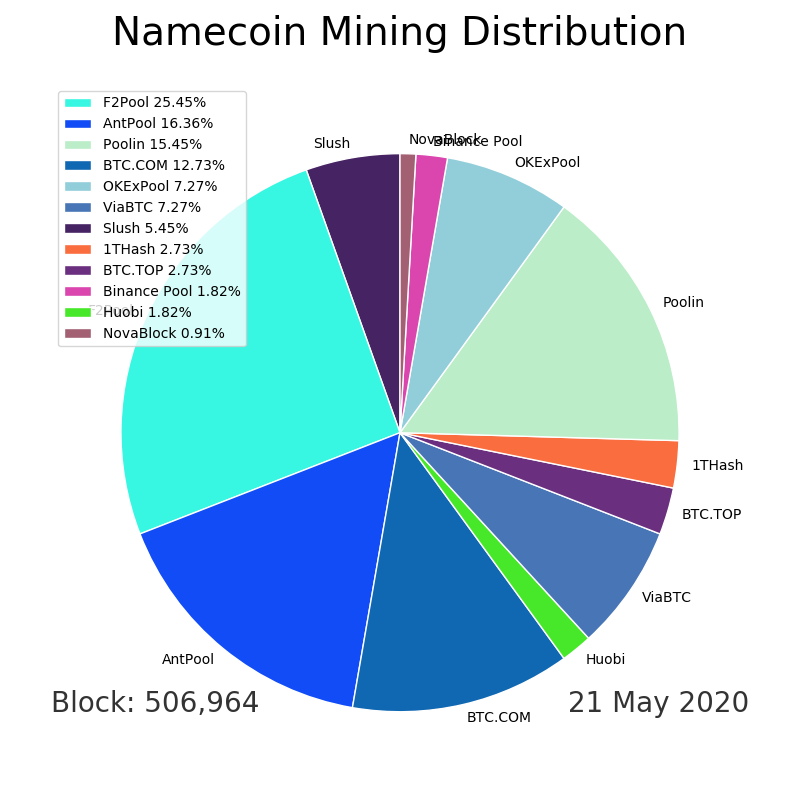 Namecoin Mining Distribution
F2Pool 25.45%
AntPool 16.36%
Poolin 15.45%
BTC.COM 12.73%
OKExPool 7.27%
ViaBTC 7.27%
Slush 5.45%
1THash 2.73%
BTC.TOP 2.73%
Binance Pool 1.82%
Huobi 1.82%
NovaBlock 0.91%
Slush
NovaBlock
Binance Pool
OKExPool
Poolin
F2Pool
1THash
BTC.TOP
ViaBTC
Huobi
AntPool
BTC.COM
Block: 506,964
21 May 2020